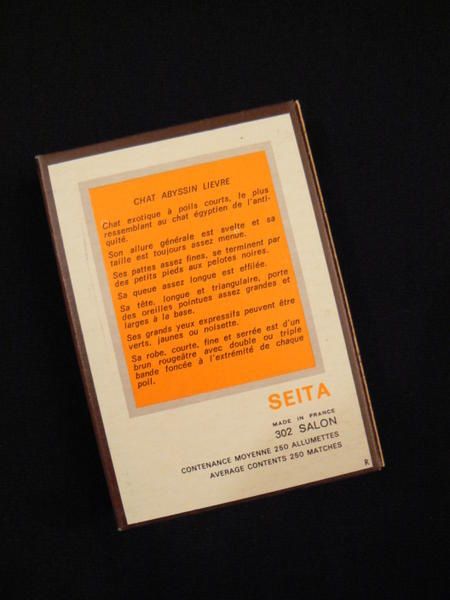 CHAT ABYSSIN LIEVRE
Chat exotique à poils courts, le plus
ressemblant au chat égyptien de l'anti-
quité.
Son allure générale est svelte et sa
taille est toujours assez menue.
Ses pattes assez fines, se terminent par
des petits pieds aux pelotes noires.
Sa queue assez longue est effilée.
Sa tête, longue et triangulaire, porte
des oreilles pointues assez grandes et
larges à la base.
Ses grands yeux expressifs peuvent être
verts, jaunes ou noisette.
Sa robe, courte, fine et serrée est d'un
brun rougeâtre avec double ou triple
bande foncée à l'extrémité de chaque
poil.
SEITA
MADE IN FRANCE
302 SALON
CONTENANCE MOYENNE 250 ALLUMETTES
AVERAGE CONTENTS 250 MATCHES
R